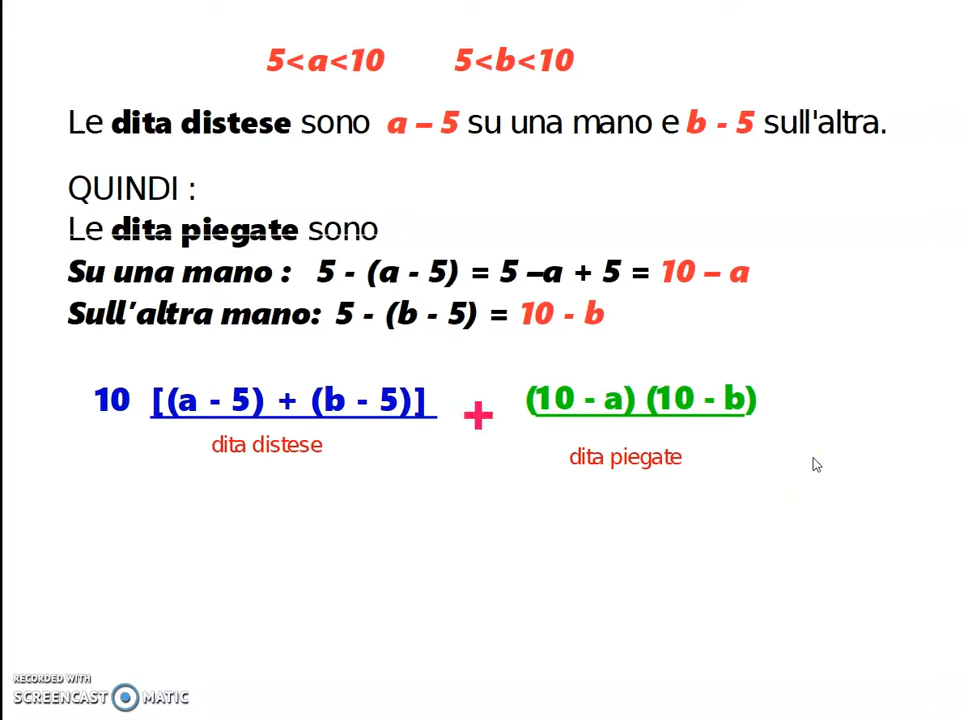 5<a<10 5<b<10
Le dita distese sono a – 5 su una mano e b - 5 sull'altra.
QUINDI :
Le dita piegate sono
Su una mano : 5 - (a - 5) = 5 –a + 5 = 10 – a
Sull'altra mano: 5 - (b - 5) = 10 - b
10 [(a - 5) + (b - 5)] + (10 - a) (10 - b)
dita distese
dita piegate
RECORDED WITH
SCREENCAST MATIC